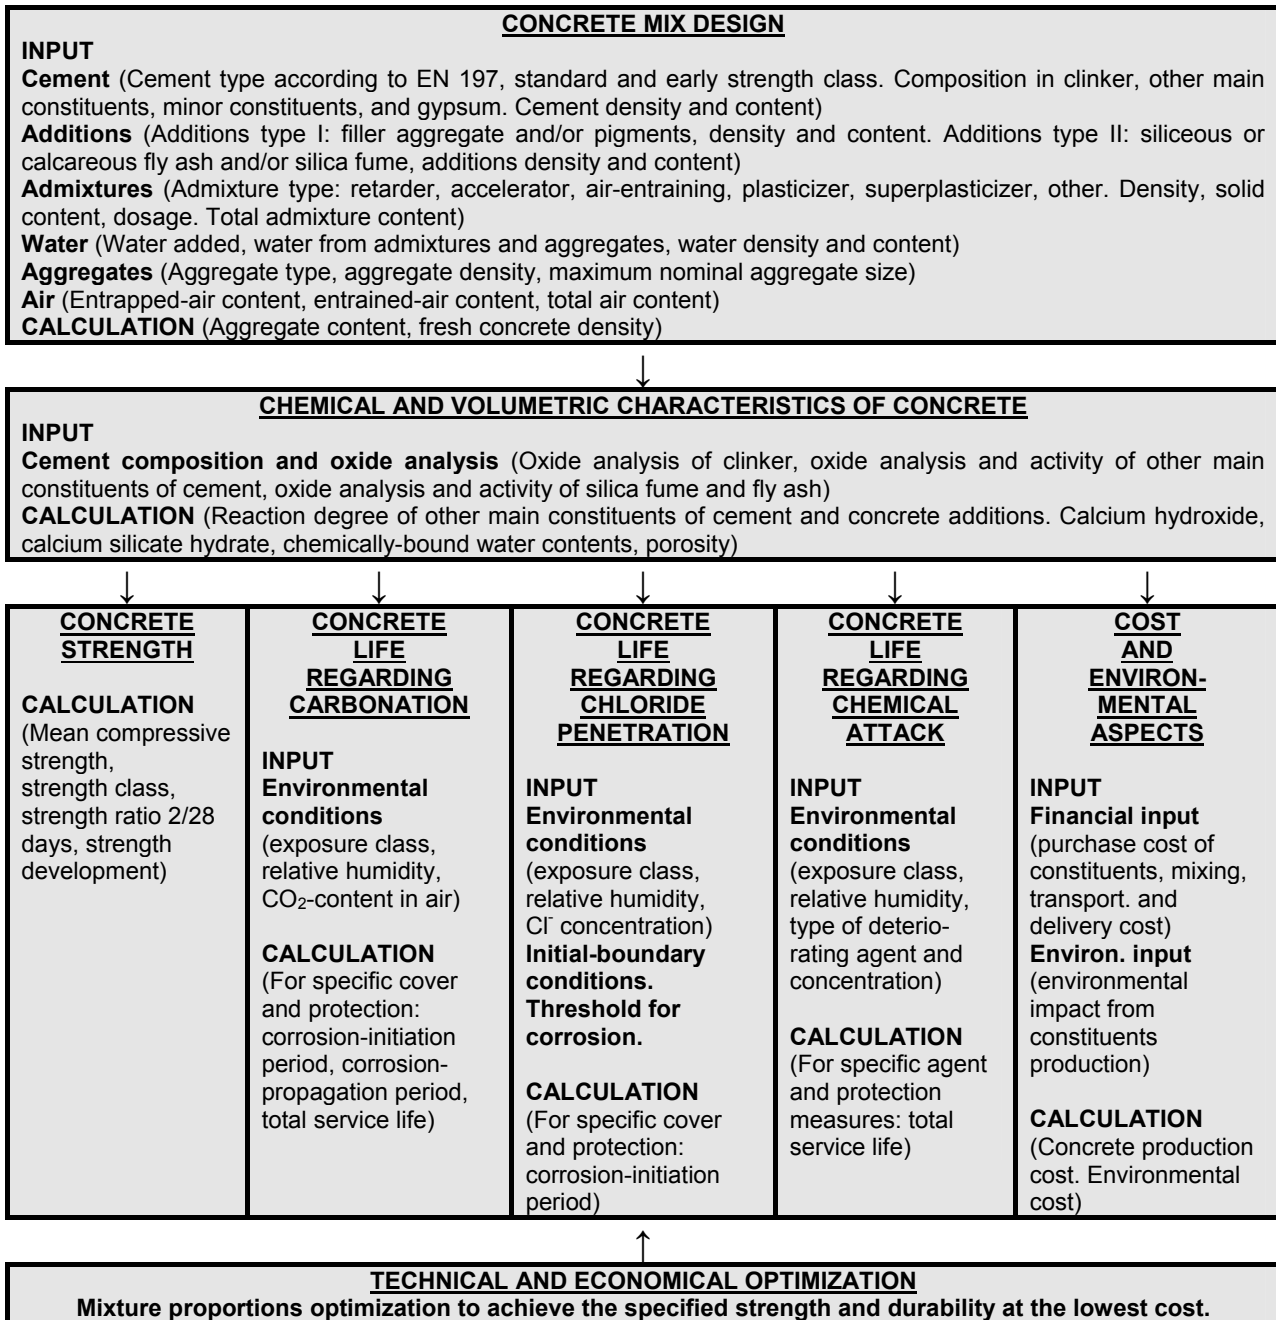 CONCRETE MIX DESIGN
INPUT
Cement (Cement type according to EN 197, standard and early strength class. Composition in clinker, other main
constituents, minor constituents, and gypsum. Cement density and content)
Additions (Additions type I: filler aggregate and/or pigments, density and content. Additions type II: siliceous or
calcareous fly ash and/or silica fume, additions density and content)
Admixtures (Admixture type: retarder, accelerator, air-entraining, plasticizer, superplasticizer, other. Density, solid
content, dosage. Total admixture content)
Water (Water added, water from admixtures and aggregates, water density and content)
Aggregates (Aggregate type, aggregate density, maximum nominal aggregate size)
Air (Entrapped-air content, entrained-air content, total air content)
CALCULATION (Aggregate content, fresh concrete density)
↓
CHEMICAL AND VOLUMETRIC CHARACTERISTICS OF CONCRETE
INPUT
Cement composition and oxide analysis (Oxide analysis of clinker, oxide analysis and activity of other main
constituents of cement, oxide analysis and activity of silica fume and fly ash)
CALCULATION (Reaction degree of other main constituents of cement and concrete additions. Calcium hydroxide,
calcium silicate hydrate, chemically-bound water contents, porosity)
↓ ↓ ↓ ↓ ↓
CONCRETE
STRENGTH
CALCULATION
(Mean compressive
strength,
strength class,
strength ratio 2/28
days, strength
development)
CONCRETE
LIFE
REGARDING
CARBONATION
INPUT
Environmental
conditions
(exposure class,
relative humidity,
CO₂-content in air)
CALCULATION
(For specific cover
and protection:
corrosion-initiation
period, corrosion-
propagation period,
total service life)
CONCRETE
LIFE
REGARDING
CHLORIDE
PENETRATION
INPUT
Environmental
conditions
(exposure class,
relative humidity,
Cl⁻ concentration)
Initial-boundary
conditions.
Threshold for
corrosion.
CALCULATION
(For specific cover
and protection:
corrosion-initiation
period)
CONCRETE
LIFE
REGARDING
CHEMICAL
ATTACK
INPUT
Environmental
conditions
(exposure class,
relative humidity,
type of deterio-
rating agent and
concentration)
CALCULATION
(For specific agent
and protection
measures: total
service life)
COST
AND
ENVIRON-
MENTAL
ASPECTS
INPUT
Financial input
(purchase cost of
constituents, mixing,
transport. and
delivery cost)
Environ. input
(environmental
impact from
constituents
production)
CALCULATION
(Concrete production
cost. Environmental
cost)
↑
TECHNICAL AND ECONOMICAL OPTIMIZATION
Mixture proportions optimization to achieve the specified strength and durability at the lowest cost.